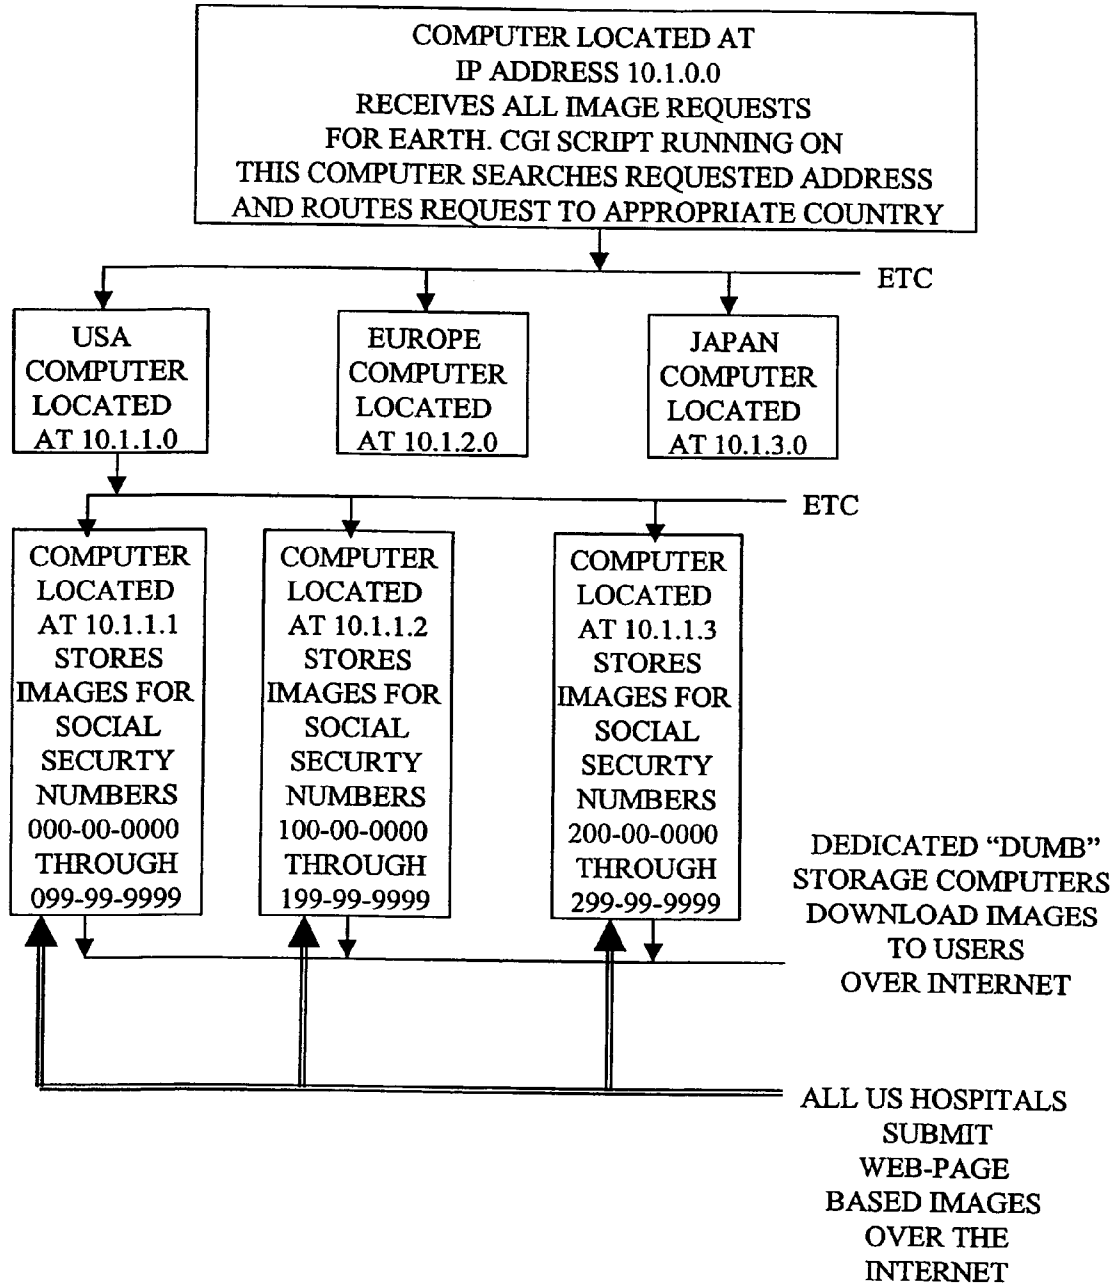 COMPUTER LOCATED AT
IP ADDRESS 10.1.0.0
RECEIVES ALL IMAGE REQUESTS
FOR EARTH. CGI SCRIPT RUNNING ON
THIS COMPUTER SEARCHES REQUESTED ADDRESS
AND ROUTES REQUEST TO APPROPRIATE COUNTRY
ETC
USA
COMPUTER
LOCATED
AT 10.1.1.0
EUROPE
COMPUTER
LOCATED
AT 10.1.2.0
JAPAN
COMPUTER
LOCATED
AT 10.1.3.0
ETC
COMPUTER
LOCATED
AT 10.1.1.1
STORES
IMAGES FOR
SOCIAL
SECURTY
NUMBERS
000-00-0000
THROUGH
099-99-9999
COMPUTER
LOCATED
AT 10.1.1.2
STORES
IMAGES FOR
SOCIAL
SECURTY
NUMBERS
100-00-0000
THROUGH
199-99-9999
COMPUTER
LOCATED
AT 10.1.1.3
STORES
IMAGES FOR
SOCIAL
SECURTY
NUMBERS
200-00-0000
THROUGH
299-99-9999
DEDICATED “DUMB”
STORAGE COMPUTERS
DOWNLOAD IMAGES
TO USERS
OVER INTERNET
ALL US HOSPITALS
SUBMIT
WEB-PAGE
BASED IMAGES
OVER THE
INTERNET